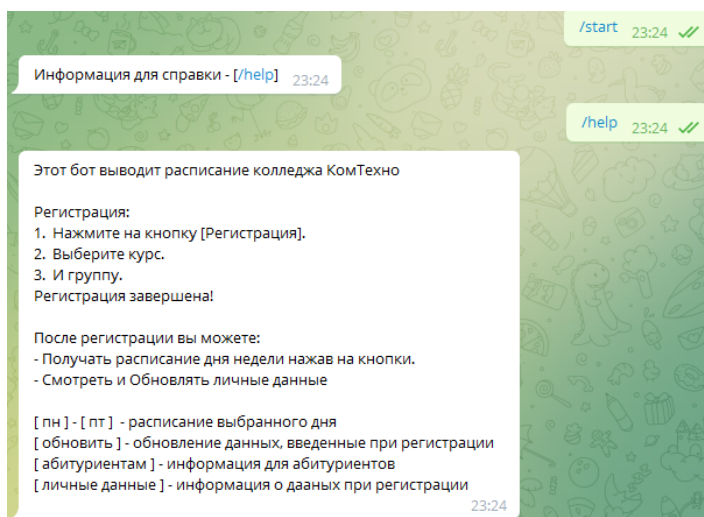 /start 23:24
Информация для справки - [/help] 23:24
/help 23:24
Этот бот выводит расписание колледжа КомТехно
Регистрация:
1. Нажмите на кнопку [Регистрация].
2. Выберите курс.
3. И группу.
Регистрация завершена!
После регистрации вы можете:
- Получать расписание дня недели нажав на кнопки.
- Смотреть и Обновлять личные данные
[ пн ] - [ пт ] - расписание выбранного дня
[ обновить ] - обновление данных, введенные при регистрации
[ абитуриентам ] - информация для абитуриентов
[ личные данные ] - информация о дааных при регистрации
23:24